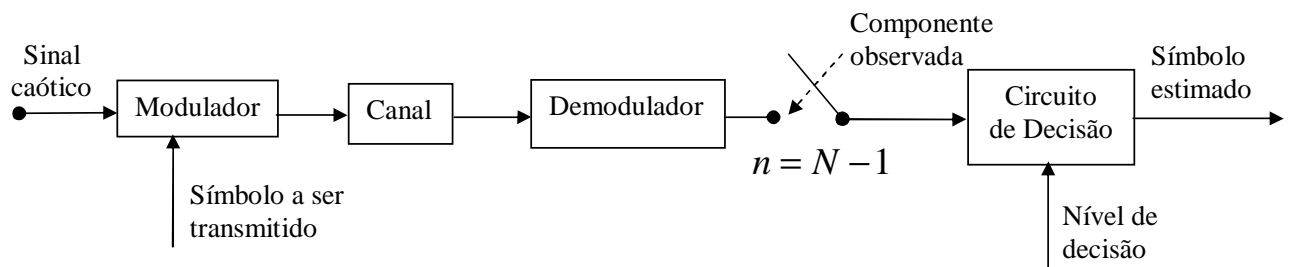 Sinal
caótico
Modulador
Símbolo a ser
transmitido
Canal
Demodulador
Componente
observada
n = N − 1
Circuito
de Decisão
Nível de
decisão
Símbolo
estimado